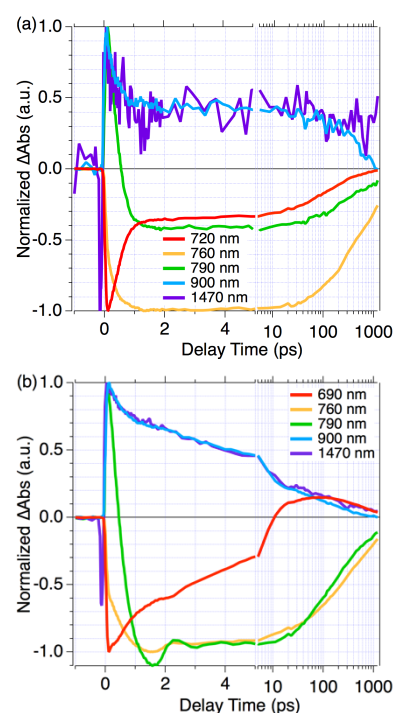 (a)
1.0
0.5
0.0
-0.5
-1.0
Normalized ΔAbs (a.u.)
720 nm
760 nm
790 nm
900 nm
1470 nm
0 2 4 10 100 1000
Delay Time (ps)
(b)
1.0
0.5
0.0
-0.5
-1.0
Normalized ΔAbs (a.u.)
690 nm
760 nm
790 nm
900 nm
1470 nm
0 2 4 10 100 1000
Delay Time (ps)